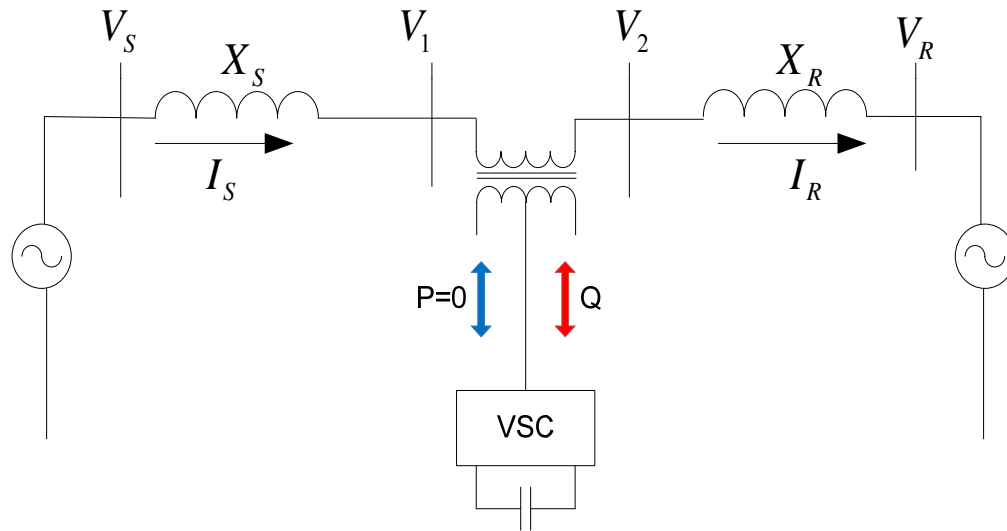 V_S
V_1
V_2
V_R
X_S
X_R
I_S
I_R
P=0
Q
VSC